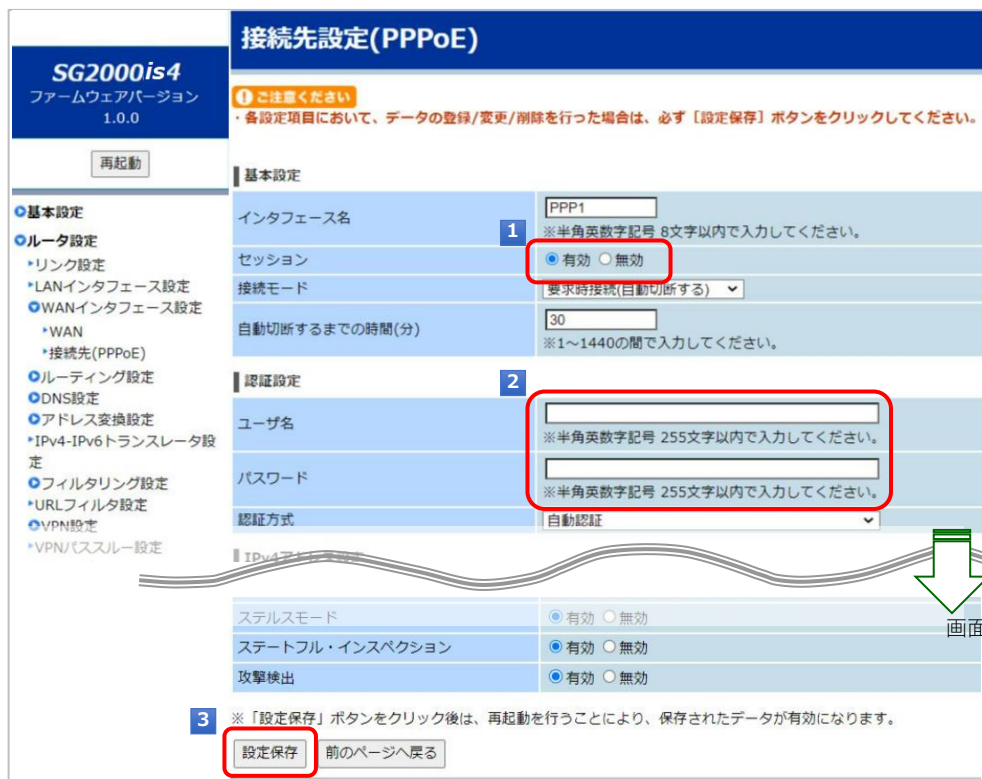 接続先設定(PPPoE)
SG2000is4
ファームウェアバージョン
1.0.0
再起動
基本設定
ルータ設定
リンク設定
LANインタフェース設定
WANインタフェース設定
WAN
接続先(PPPoE)
ルーティング設定
DNS設定
アドレス変換設定
IPv4-IPv6トランスレータ設
定
フィルタリング設定
URLフィルタ設定
VPN設定
VPNパススルー設定
! ご注意ください
・各設定項目において、データの登録/変更/削除を行った場合は、必ず［設定保存］ボタンをクリックしてください。
基本設定
インタフェース名 PPP1
※半角英数字記号 8文字以内で入力してください。
1
セッション 有効 無効
接続モード 要求時接続(自動切断する)
自動切断するまでの時間(分) 30
※1～1440の間で入力してください。
認証設定 2
ユーザ名
※半角英数字記号 255文字以内で入力してください。
パスワード
※半角英数字記号 255文字以内で入力してください。
認証方式 自動認証
IPv4アドレス設定
ステルスモード 有効 無効
画面
ステートフル・インスペクション 有効 無効
攻撃検出 有効 無効
3 ※「設定保存」ボタンをクリック後は、再起動を行うことにより、保存されたデータが有効になります。
設定保存 前のページへ戻る